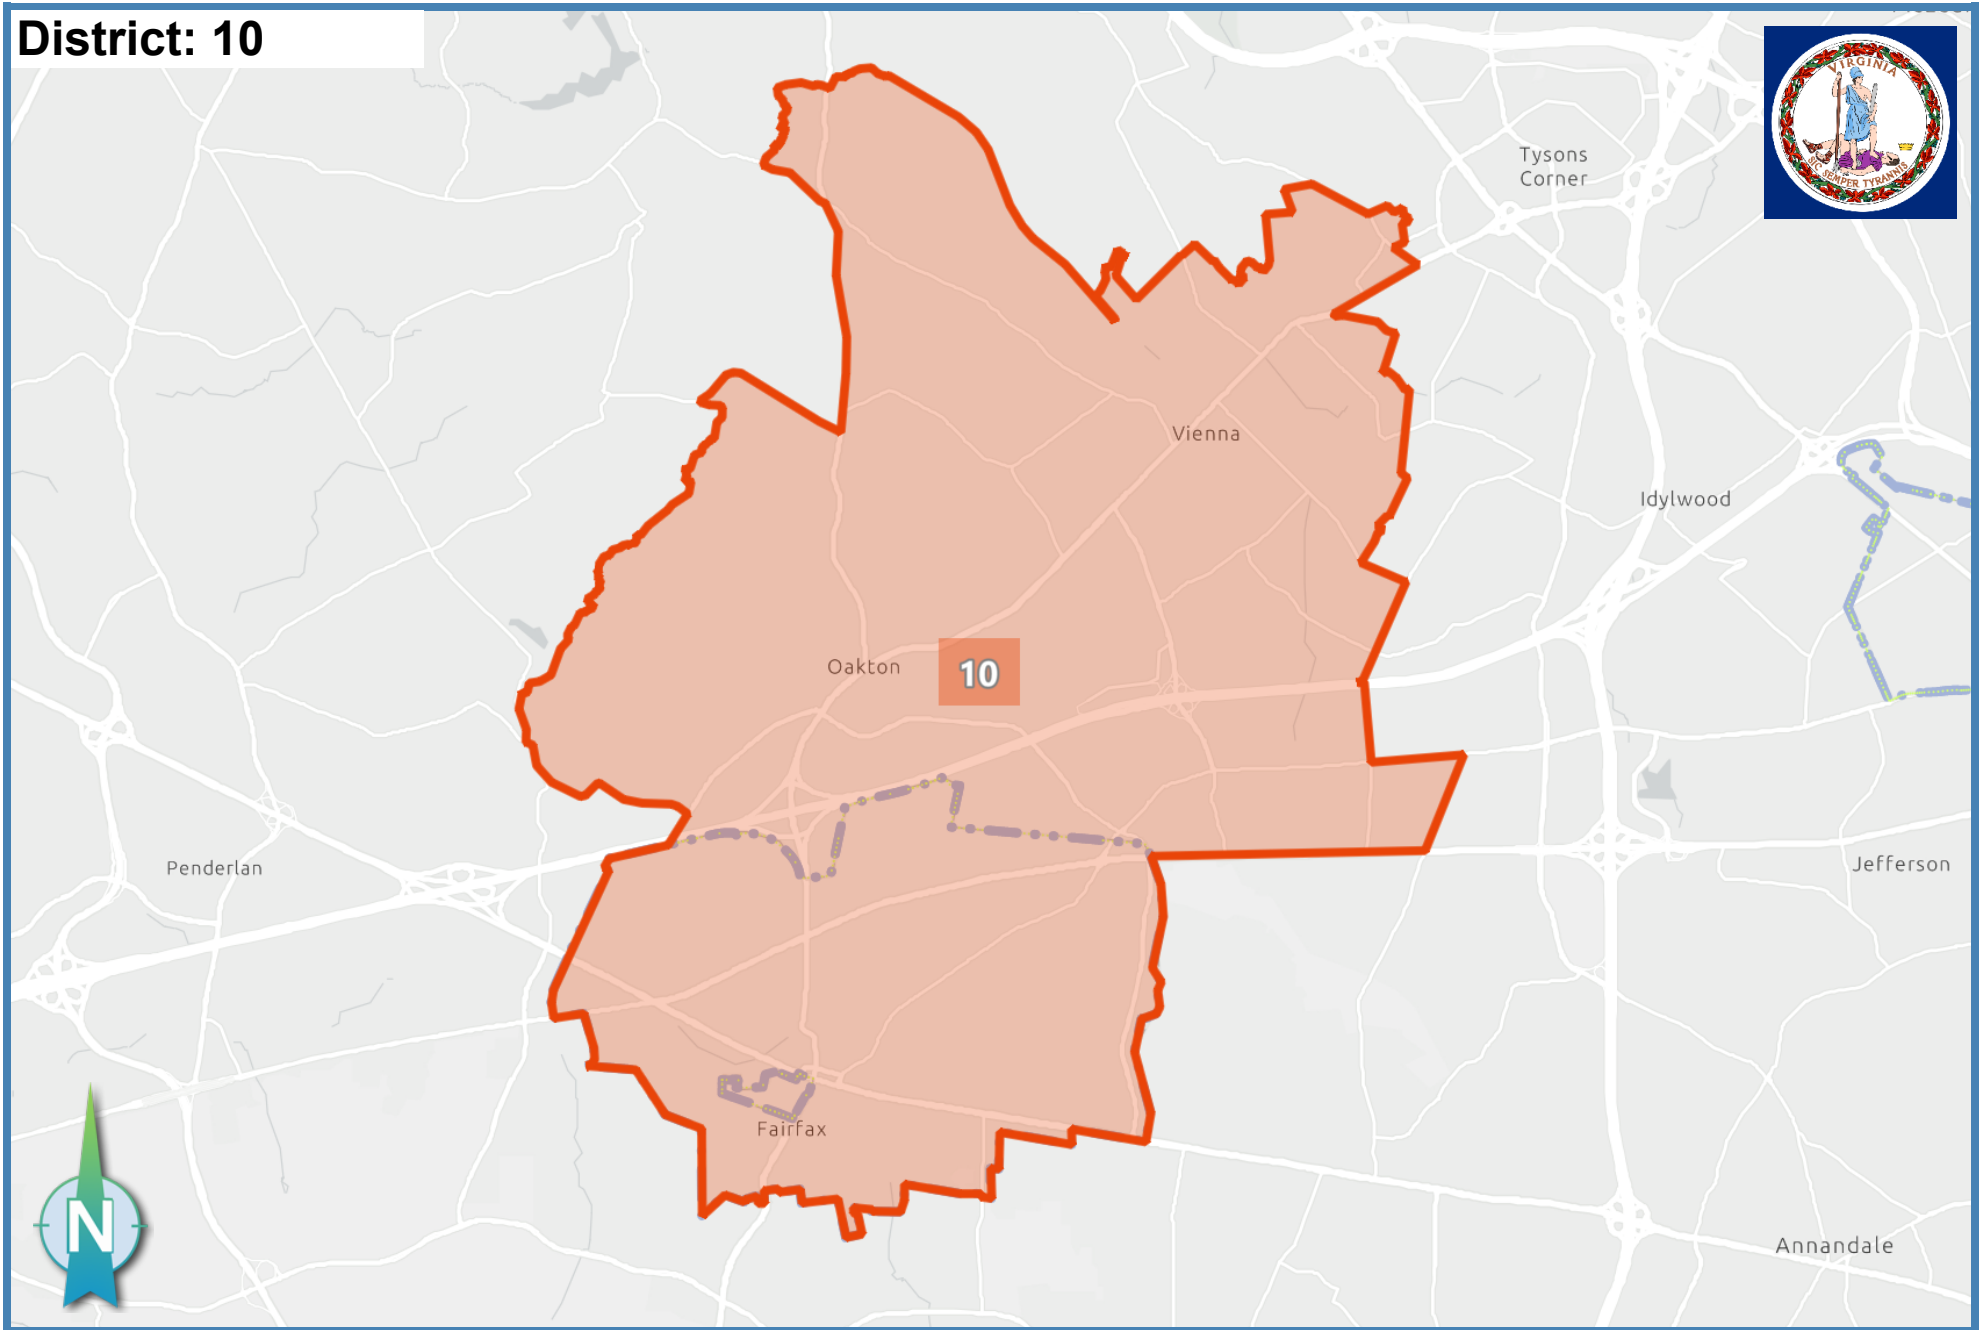 District: 10
VIRGINIA
SIC SEMPER TYRANNIS
Tysons
Corner
Vienna
Idylwood
Oakton
10
Penderlan
Jefferson
Fairfax
N
Annandale